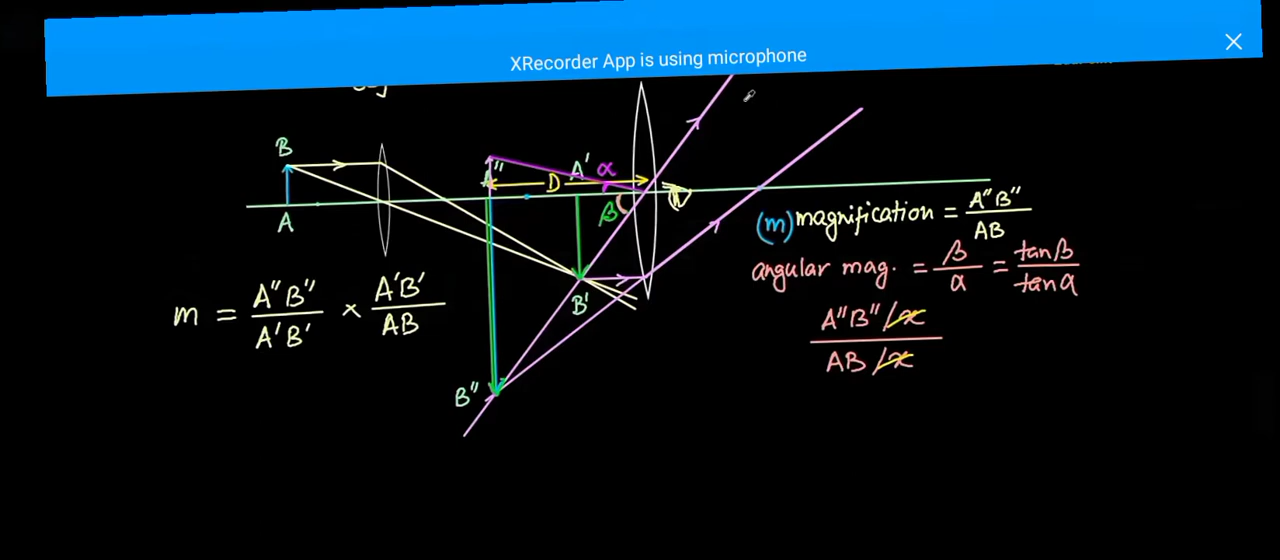 XRecorder App is using microphone
B
A
A"
A'
α
D
β
B'
B"
(m) magnification = A"B" / AB
angular mag. = β / α = tanβ / tanα
A"B"/x / AB/x
m = A"B" / A'B' × A'B' / AB